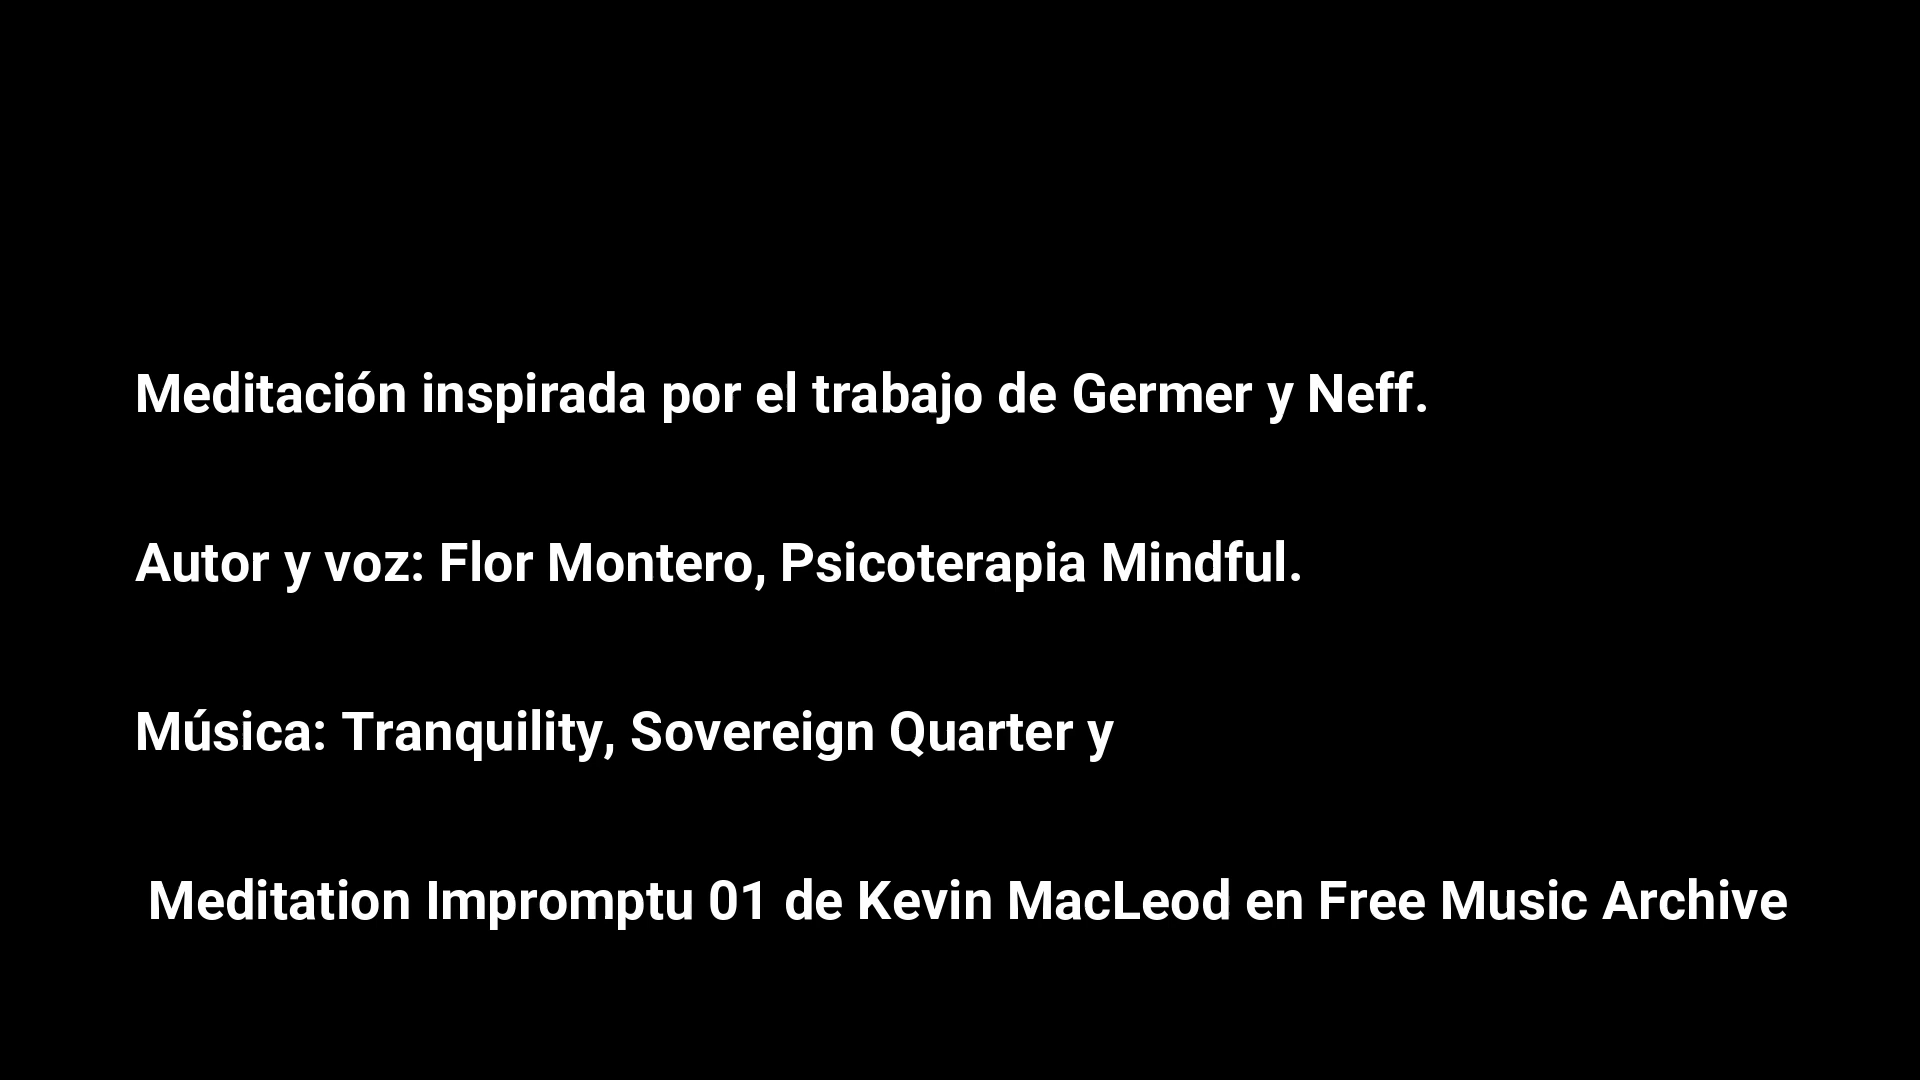 Meditación inspirada por el trabajo de Germer y Neff.
Autor y voz: Flor Montero, Psicoterapia Mindful.
Música: Tranquility, Sovereign Quarter y
Meditation Impromptu 01 de Kevin MacLeod en Free Music Archive